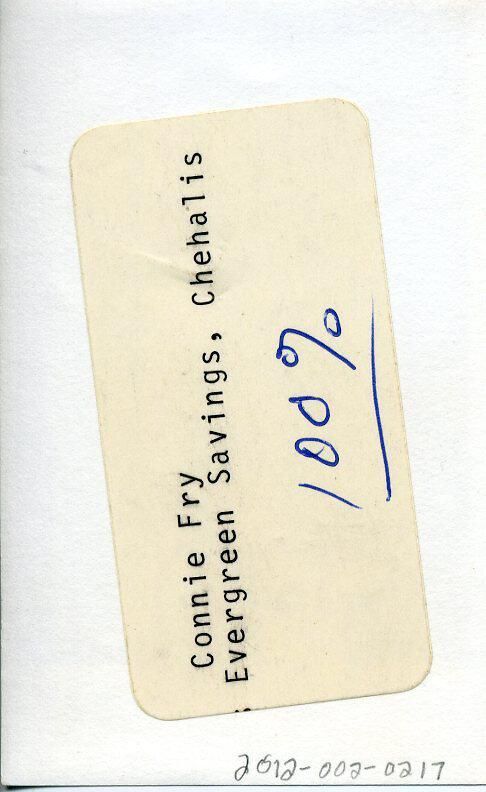 Connie Fry
Evergreen Savings, Chehalis
100%
2012-002-0217